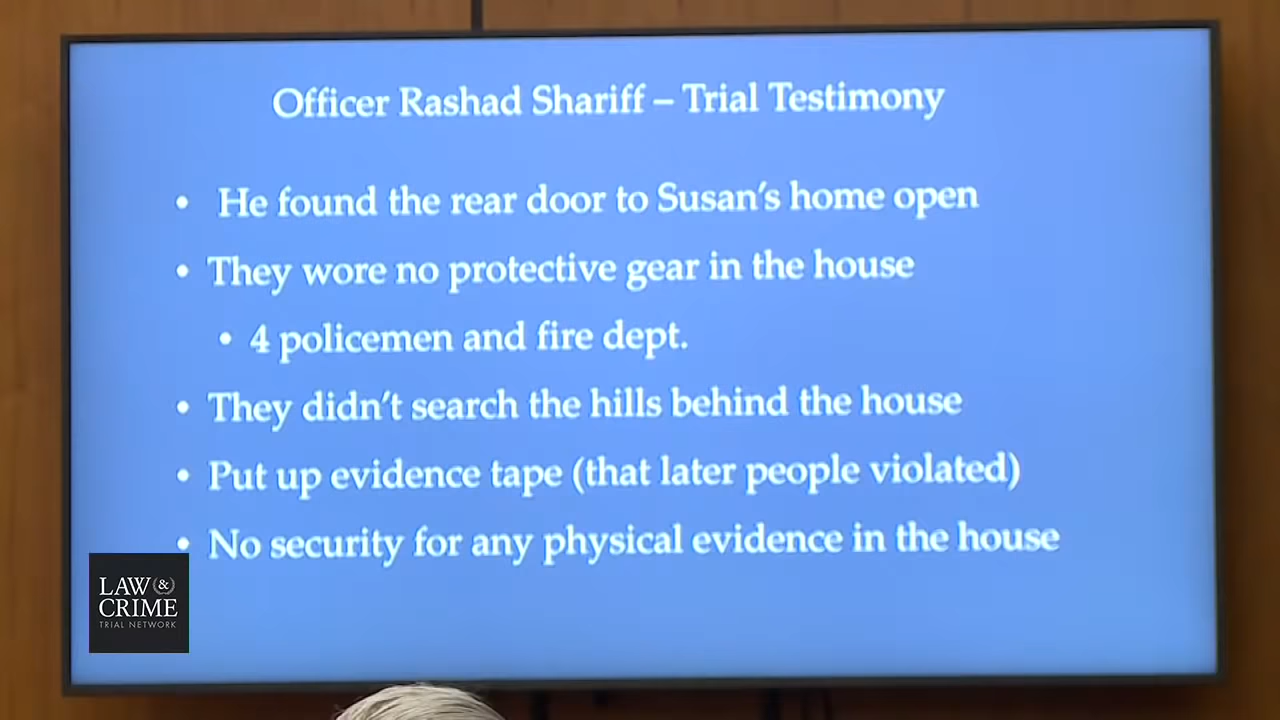 Officer Rashad Shariff – Trial Testimony
• He found the rear door to Susan's home open
• They wore no protective gear in the house
• 4 policemen and fire dept.
• They didn't search the hills behind the house
• Put up evidence tape (that later people violated)
• No security for any physical evidence in the house
LAW &
CRIME
TRIAL NETWORK